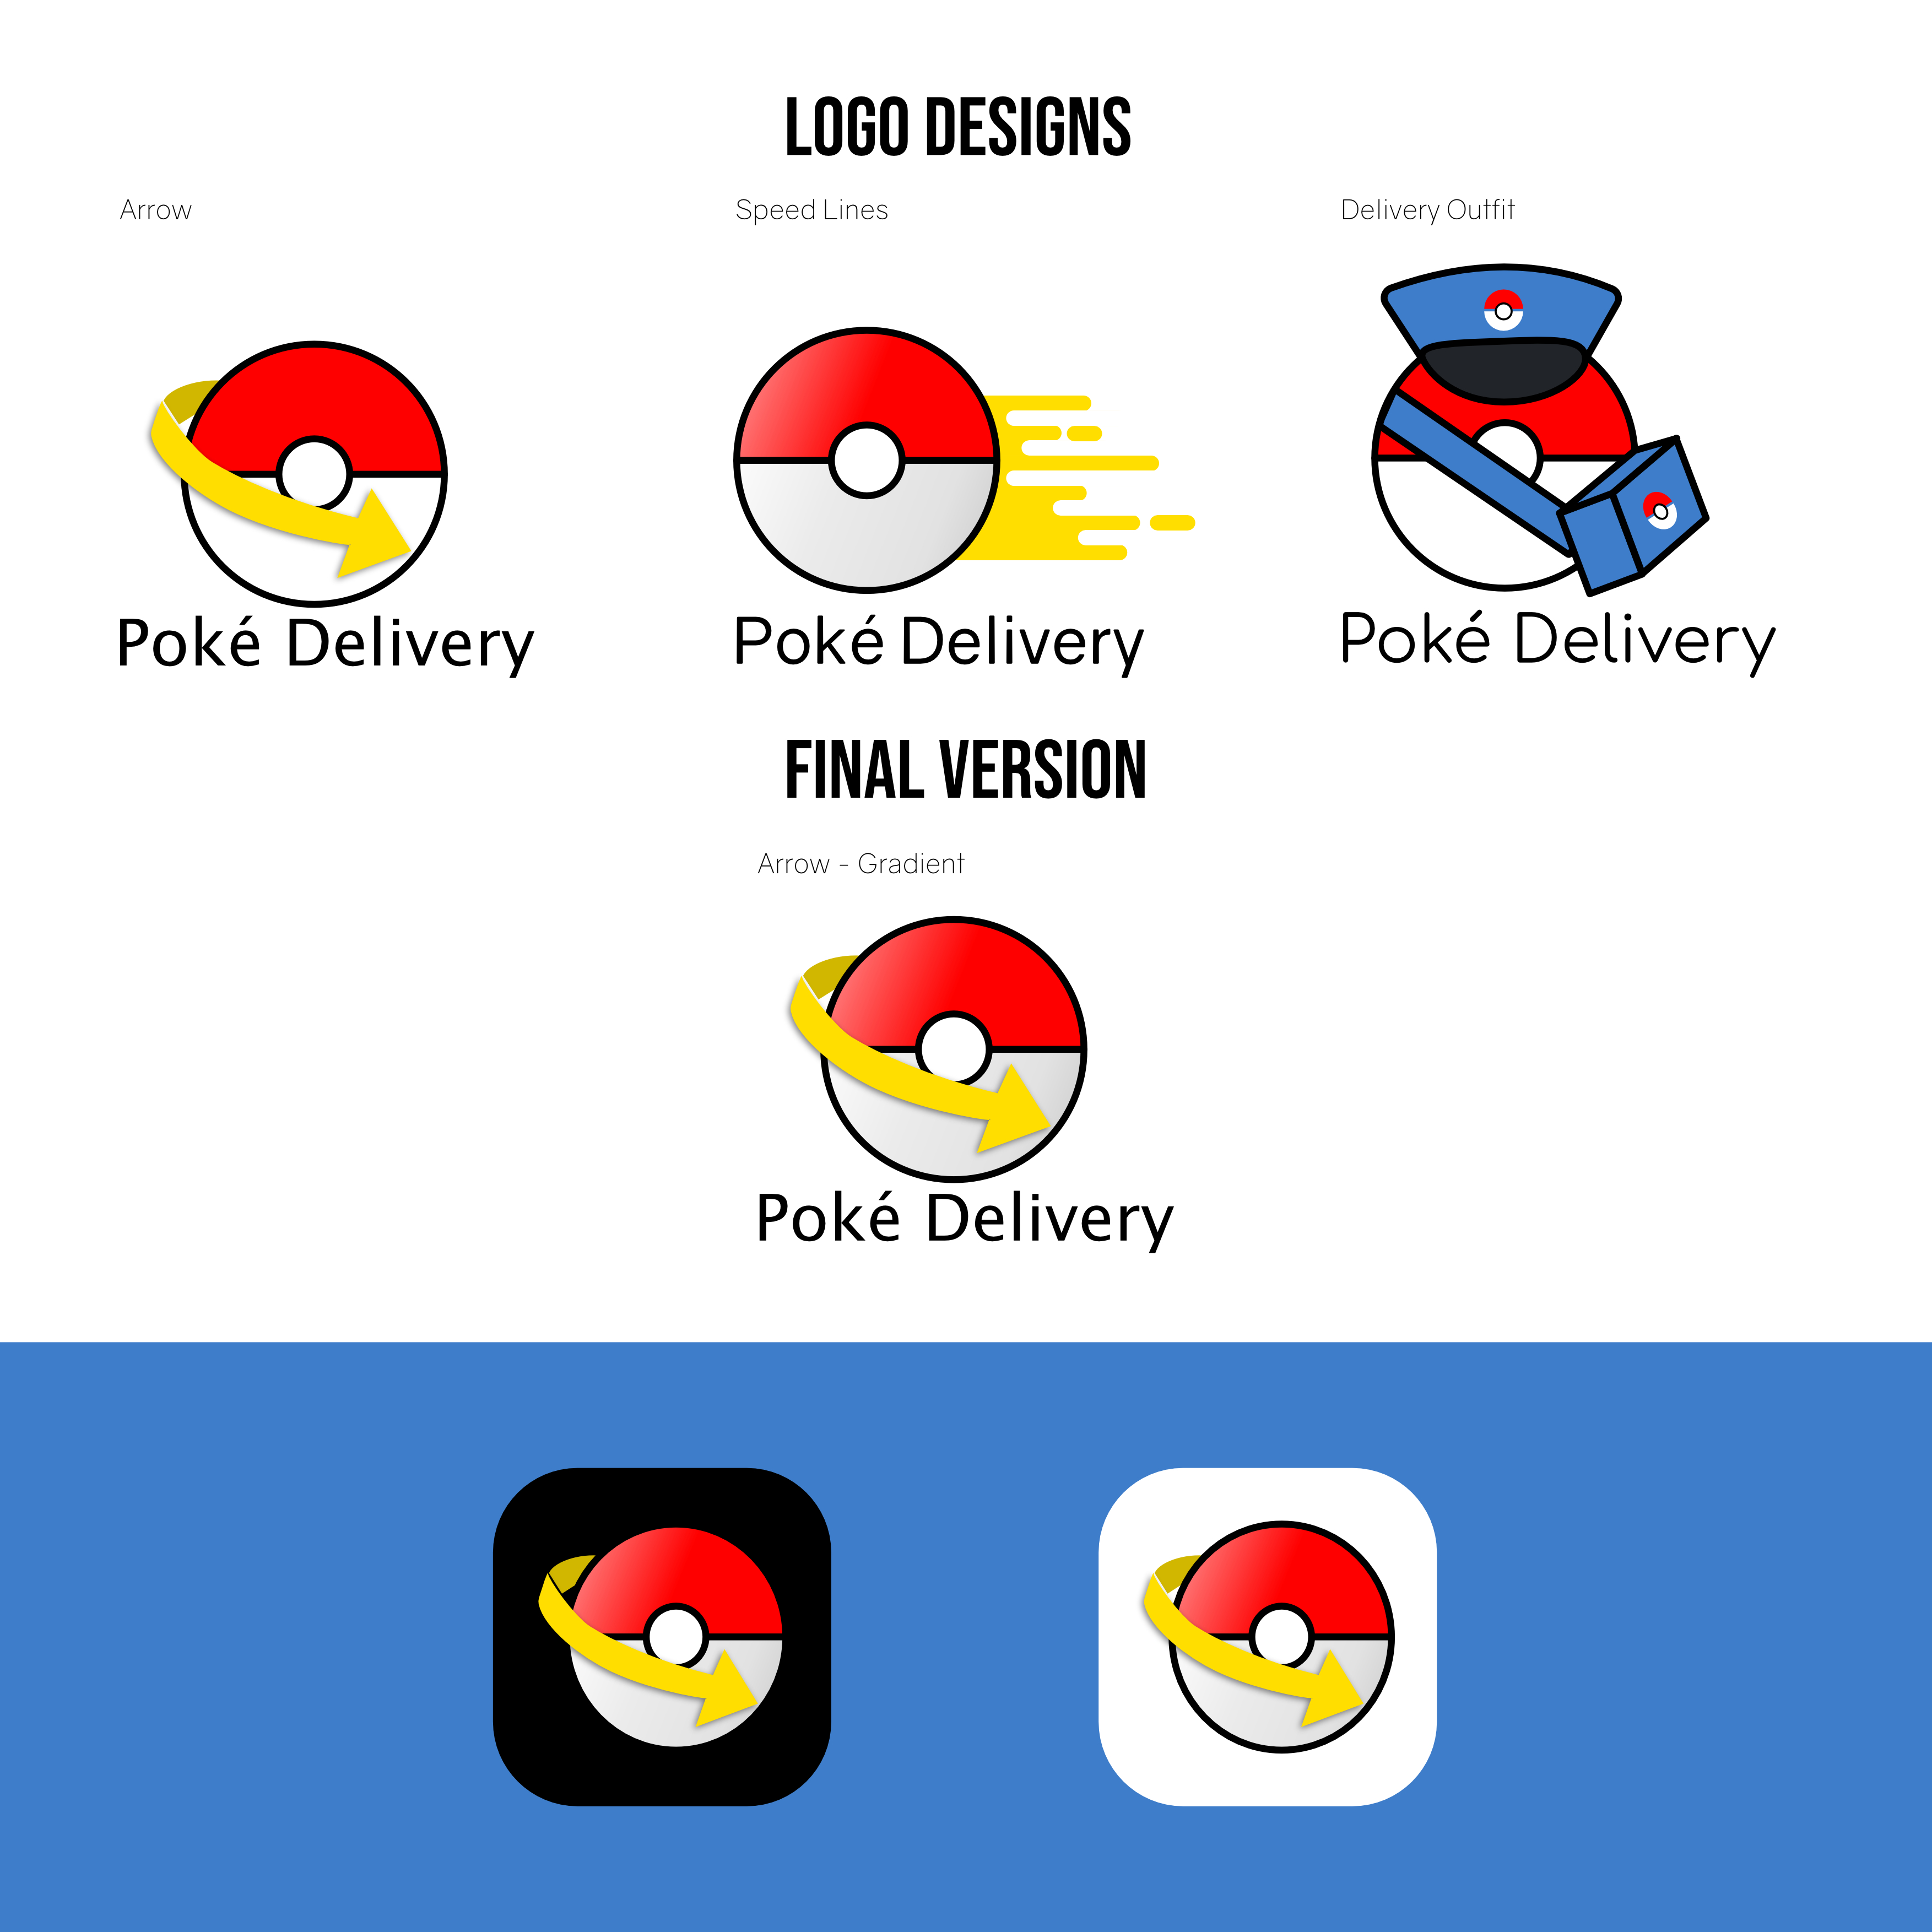 LOGO DESIGNS
Arrow
Speed Lines
Delivery Outfit
Poké Delivery
Poké Delivery
Poké Delivery
FINAL VERSION
Arrow - Gradient
Poké Delivery